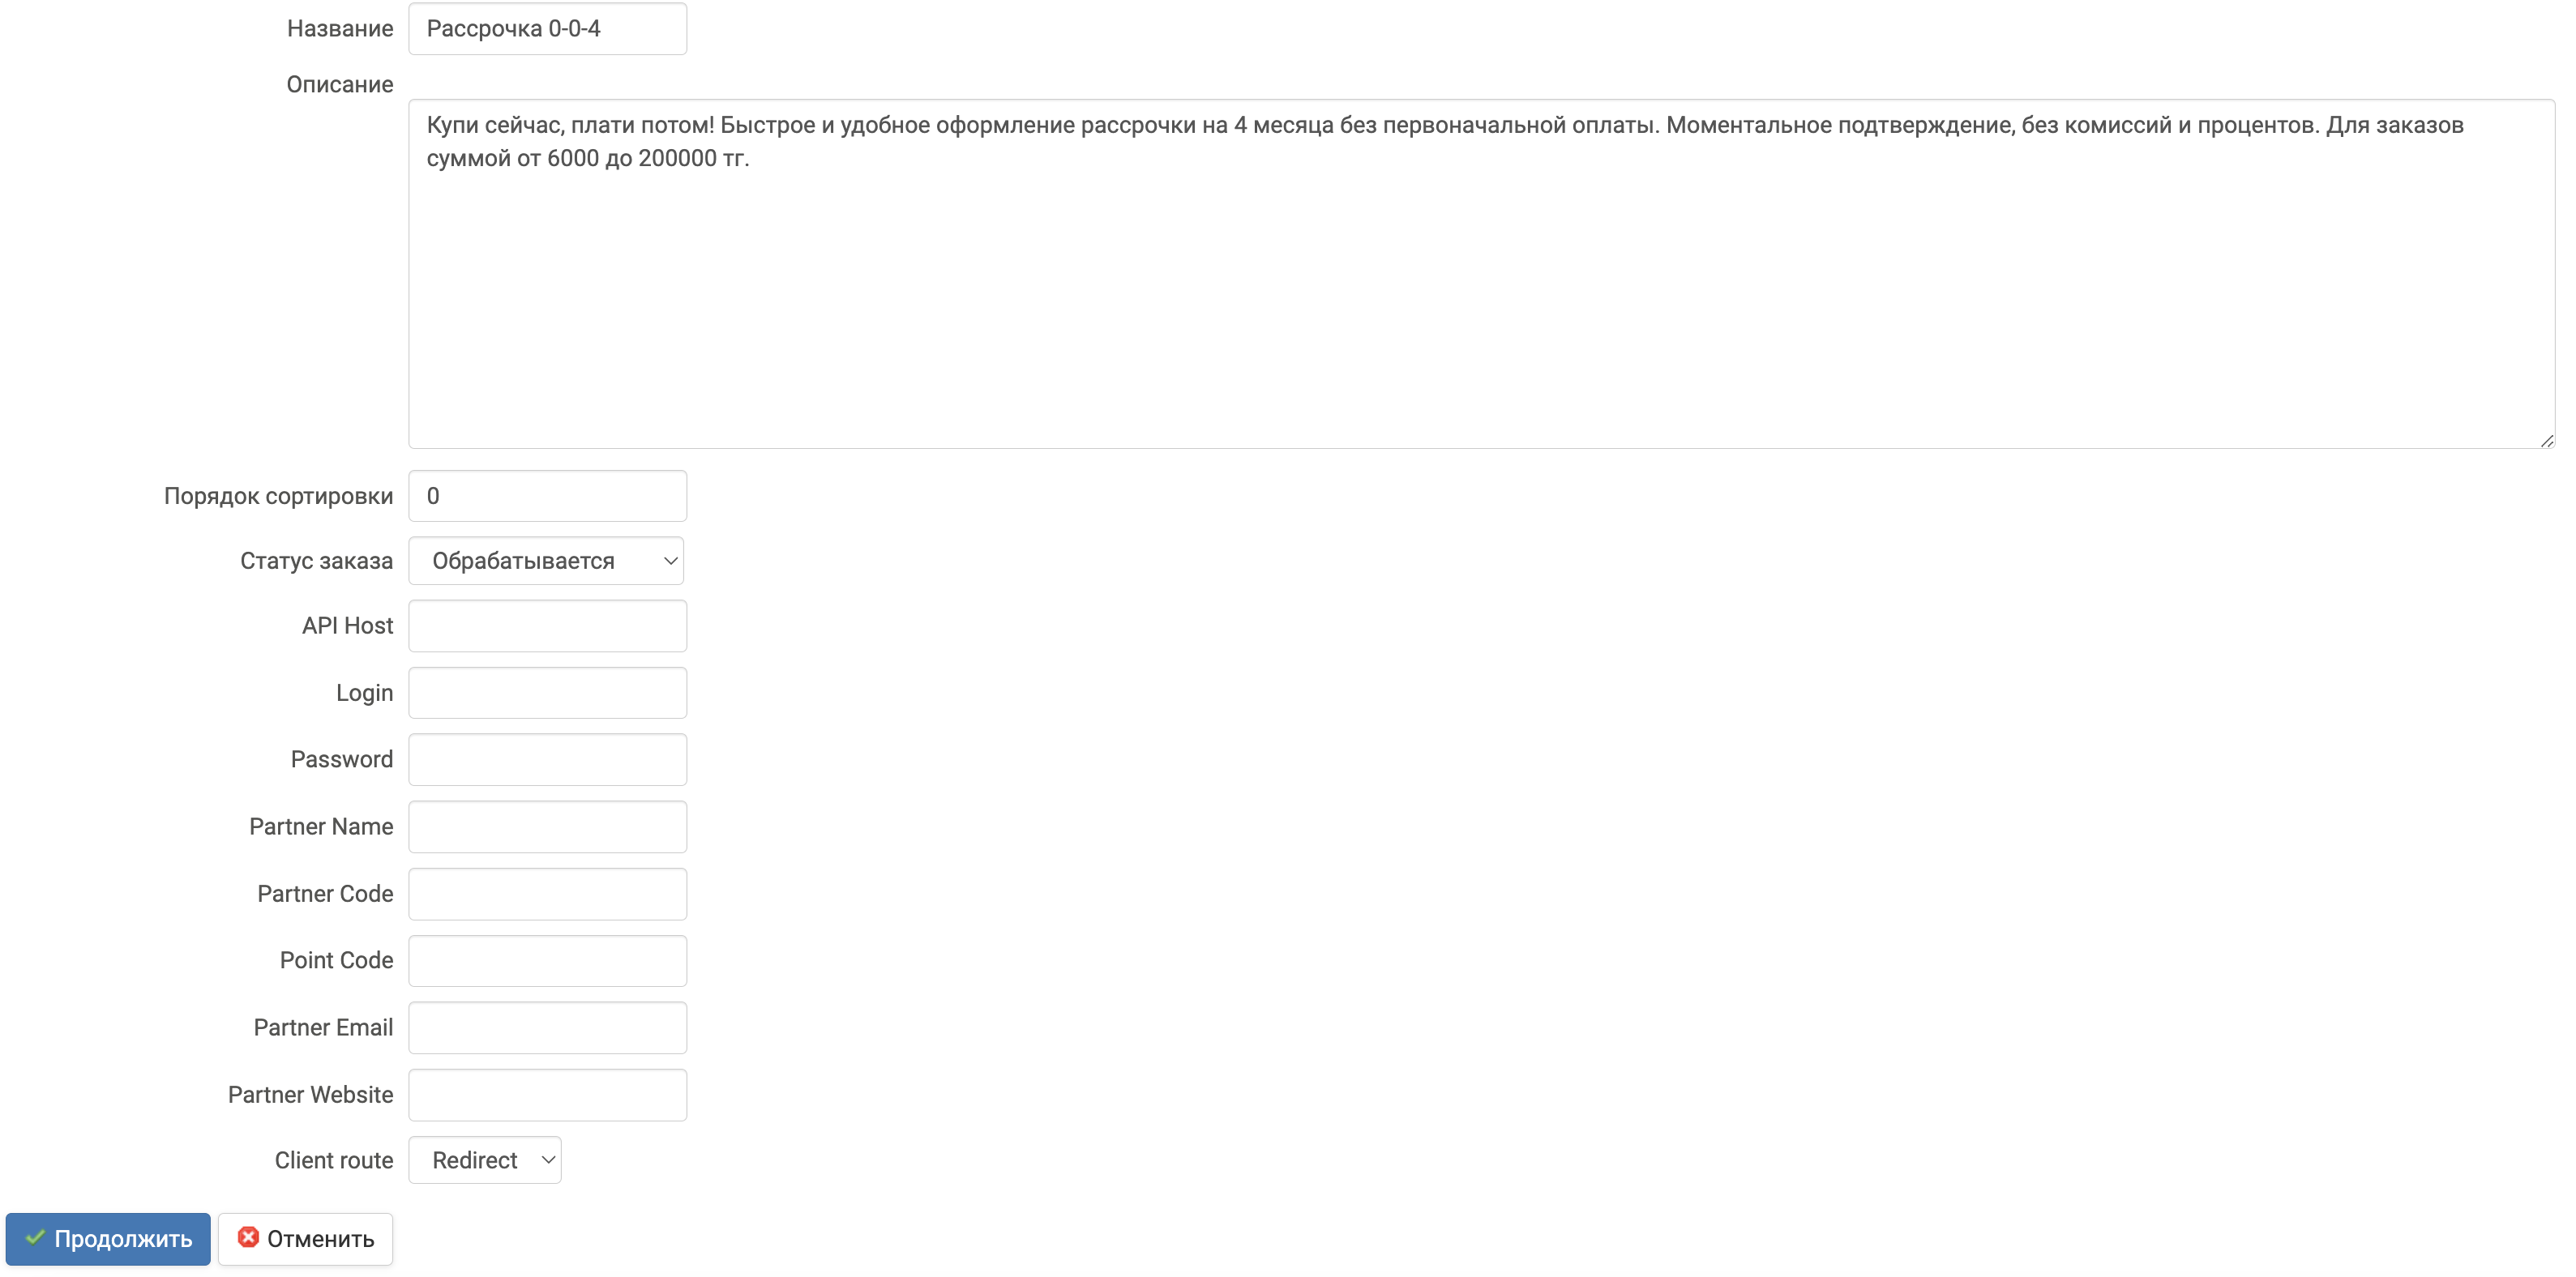 Название
Рассрочка 0-0-4
Описание
Купи сейчас, плати потом! Быстрое и удобное оформление рассрочки на 4 месяца без первоначальной оплаты. Моментальное подтверждение, без комиссий и процентов. Для заказов
суммой от 6000 до 200000 тг.
Порядок сортировки
0
Статус заказа
Обрабатывается
API Host
Login
Password
Partner Name
Partner Code
Point Code
Partner Email
Partner Website
Client route
Redirect
Продолжить
Отменить